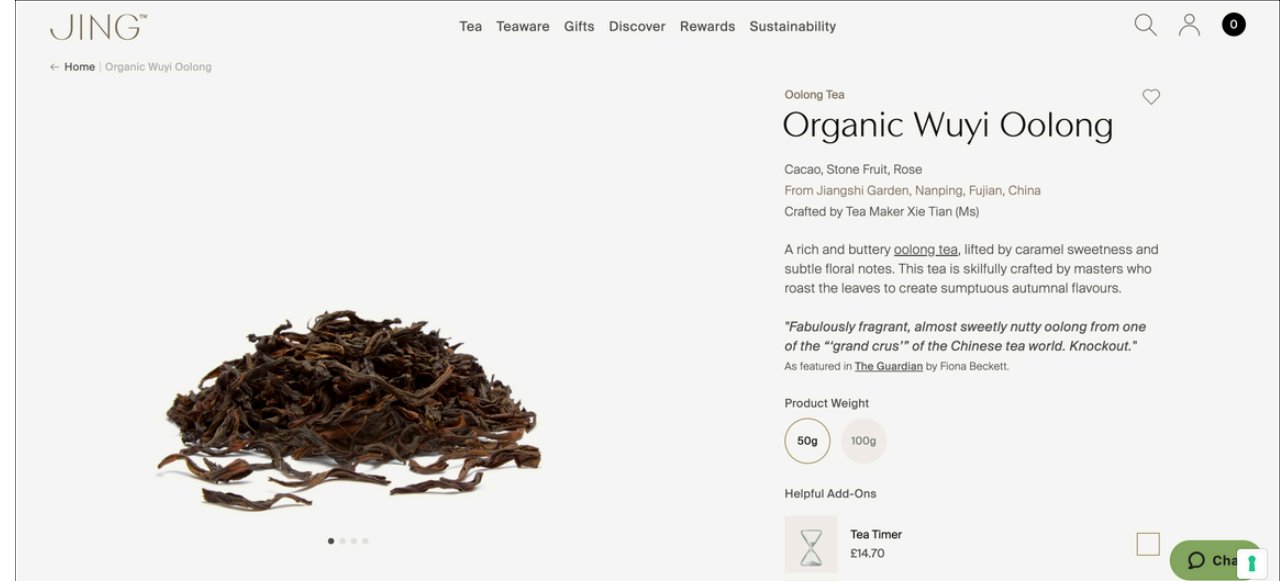 JING™
Tea Teaware Gifts Discover Rewards Sustainability
0
← Home | Organic Wuyi Oolong
Oolong Tea
Organic Wuyi Oolong
Cacao, Stone Fruit, Rose
From Jiangshi Garden, Nanping, Fujian, China
Crafted by Tea Maker Xie Tian (Ms)
A rich and buttery oolong tea, lifted by caramel sweetness and
subtle floral notes. This tea is skilfully crafted by masters who
roast the leaves to create sumptuous autumnal flavours.
"Fabulously fragrant, almost sweetly nutty oolong from one
of the “‘grand crus’” of the Chinese tea world. Knockout."
As featured in The Guardian by Fiona Beckett.
Product Weight
50g 100g
Helpful Add-Ons
Tea Timer
£14.70